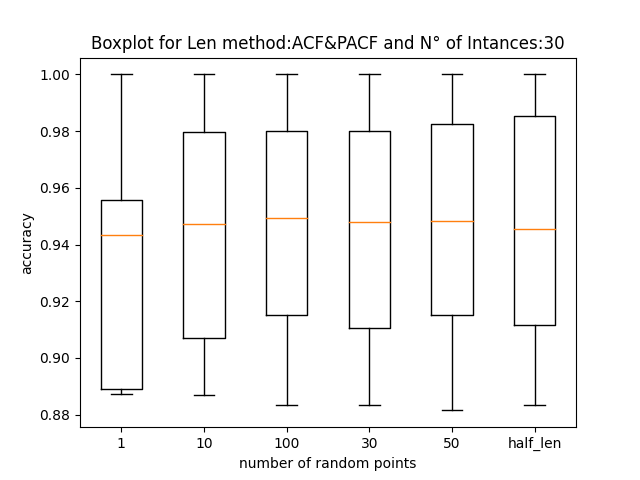 Boxplot for Len method:ACF&PACF and N° of Intances:30
1.00
0.98
0.96
0.94
0.92
0.90
0.88
accuracy
1 10 100 30 50 half_len
number of random points